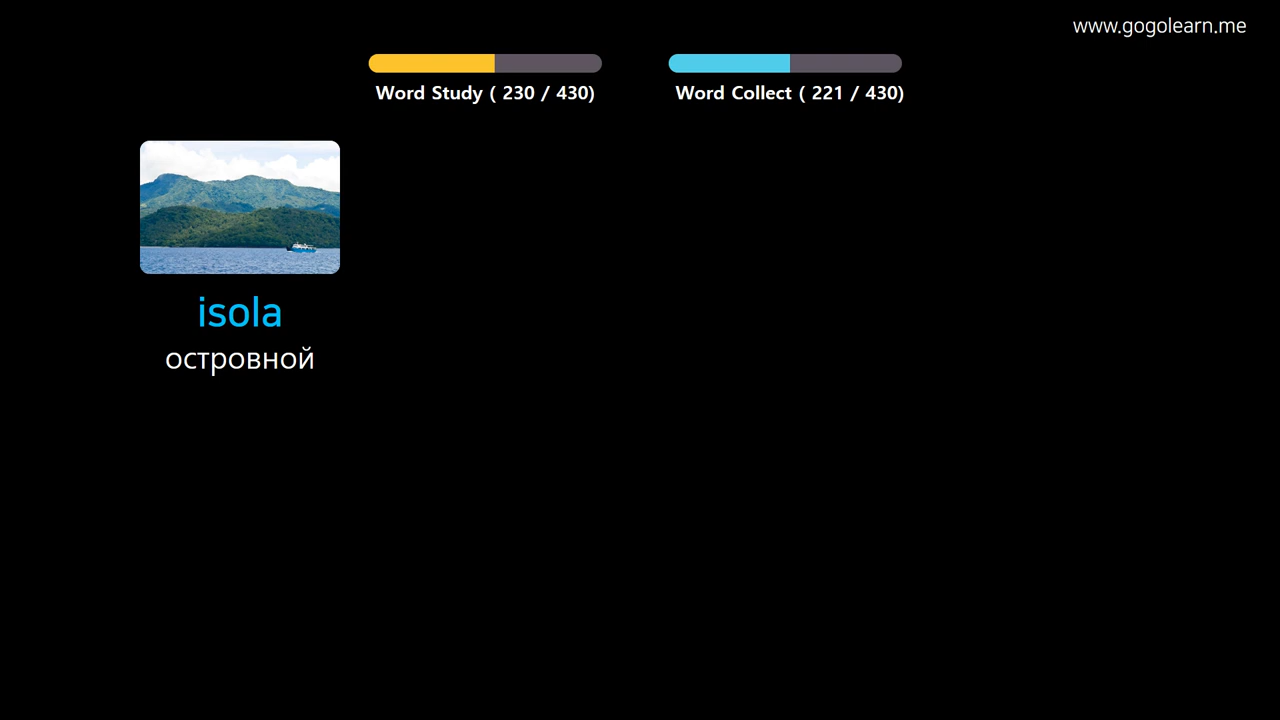 www.gogolearn.me
Word Study ( 230 / 430)
Word Collect ( 221 / 430)
isola
островной